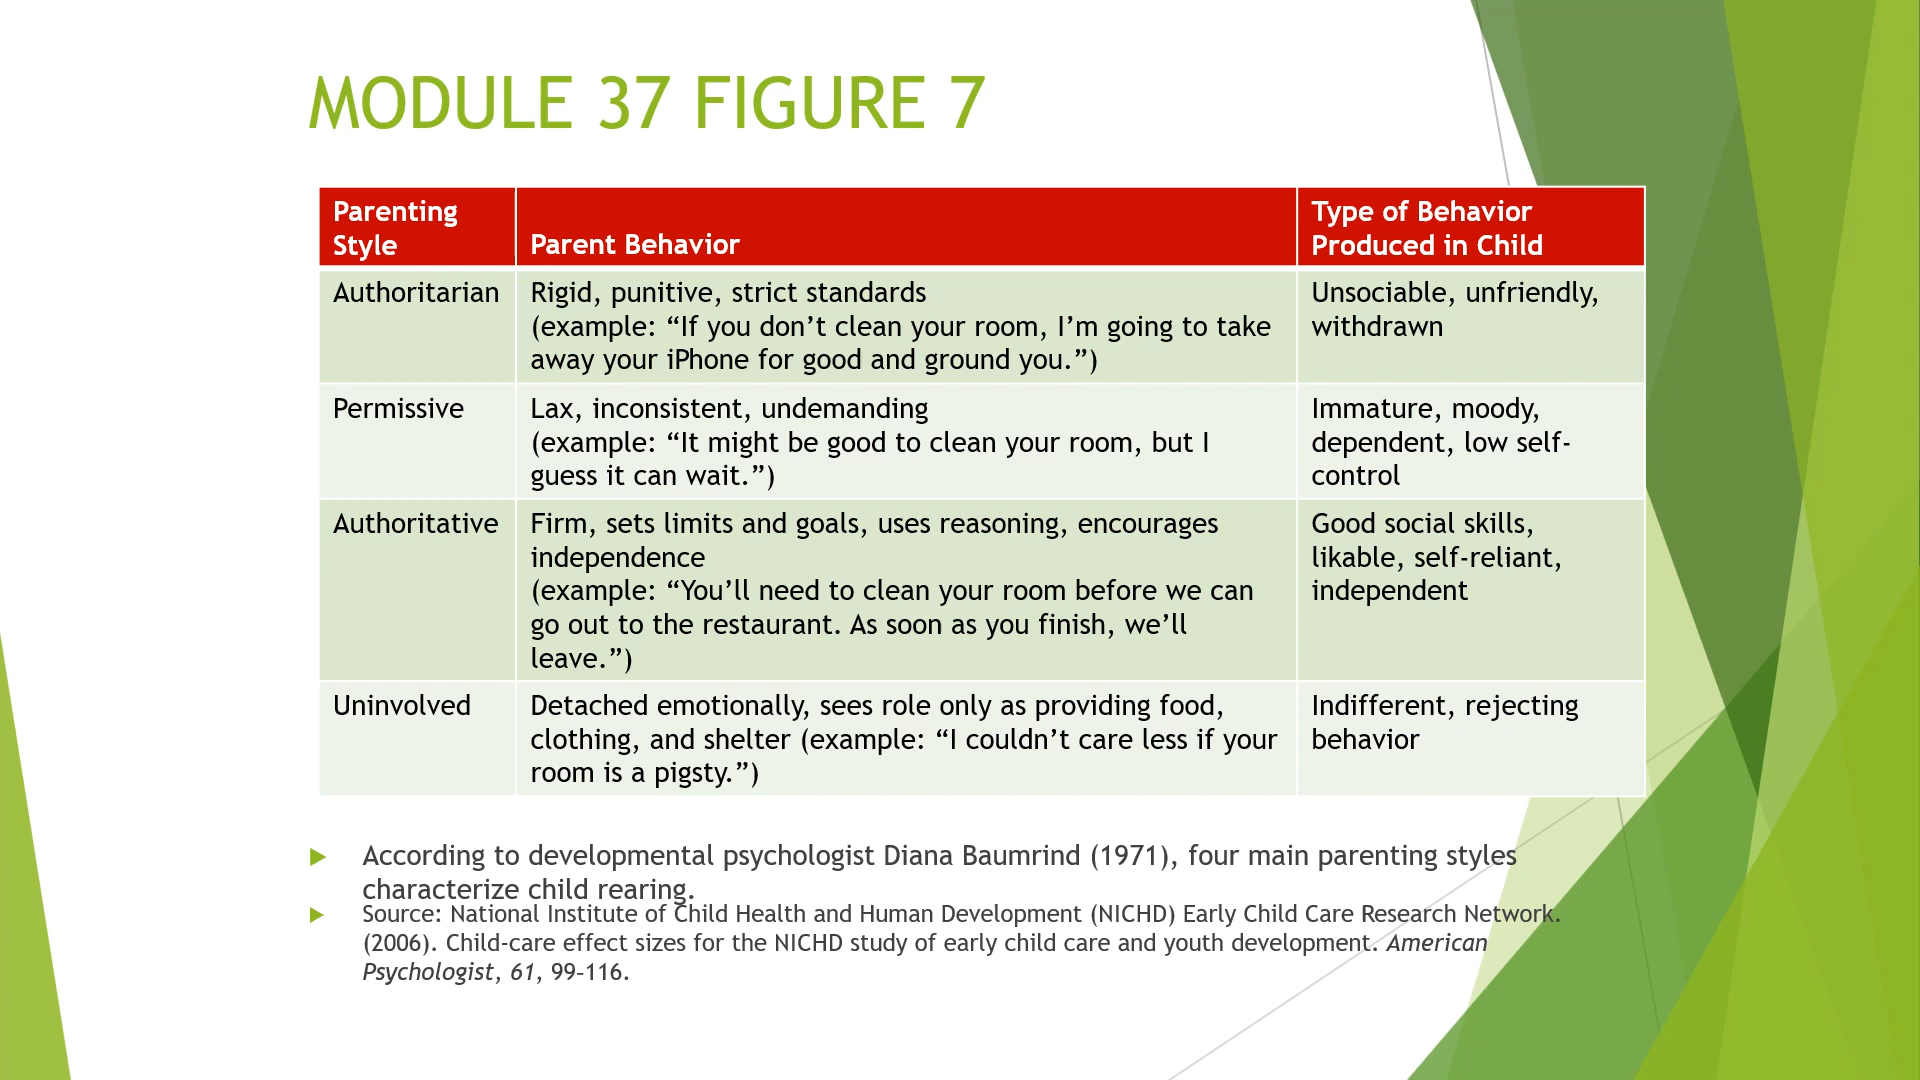 MODULE 37 FIGURE 7
Parenting
Style
Parent Behavior
Type of Behavior
Produced in Child
Authoritarian
Rigid, punitive, strict standards
(example: “If you don’t clean your room, I’m going to take
away your iPhone for good and ground you.”)
Unsociable, unfriendly,
withdrawn
Permissive
Lax, inconsistent, undemanding
(example: “It might be good to clean your room, but I
guess it can wait.”)
Immature, moody,
dependent, low self-
control
Authoritative
Firm, sets limits and goals, uses reasoning, encourages
independence
(example: “You’ll need to clean your room before we can
go out to the restaurant. As soon as you finish, we’ll
leave.”)
Good social skills,
likable, self-reliant,
independent
Uninvolved
Detached emotionally, sees role only as providing food,
clothing, and shelter (example: “I couldn’t care less if your
room is a pigsty.”)
Indifferent, rejecting
behavior
According to developmental psychologist Diana Baumrind (1971), four main parenting styles
characterize child rearing.
Source: National Institute of Child Health and Human Development (NICHD) Early Child Care Research Network.
(2006). Child-care effect sizes for the NICHD study of early child care and youth development. American
Psychologist, 61, 99–116.